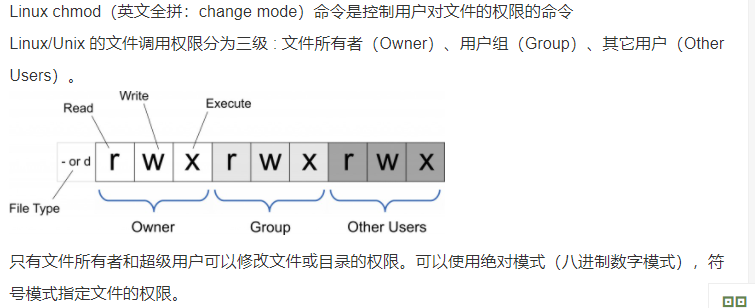 Linux chmod（英文全拼：change mode）命令是控制用户对文件的权限的命令
Linux/Unix 的文件调用权限分为三级 : 文件所有者（Owner）、用户组（Group）、其它用户（Other
Users）。
Read Write Execute
- or d r w x r w x r w x
File Type
Owner Group Other Users
只有文件所有者和超级用户可以修改文件或目录的权限。可以使用绝对模式（八进制数字模式），符
号模式指定文件的权限。